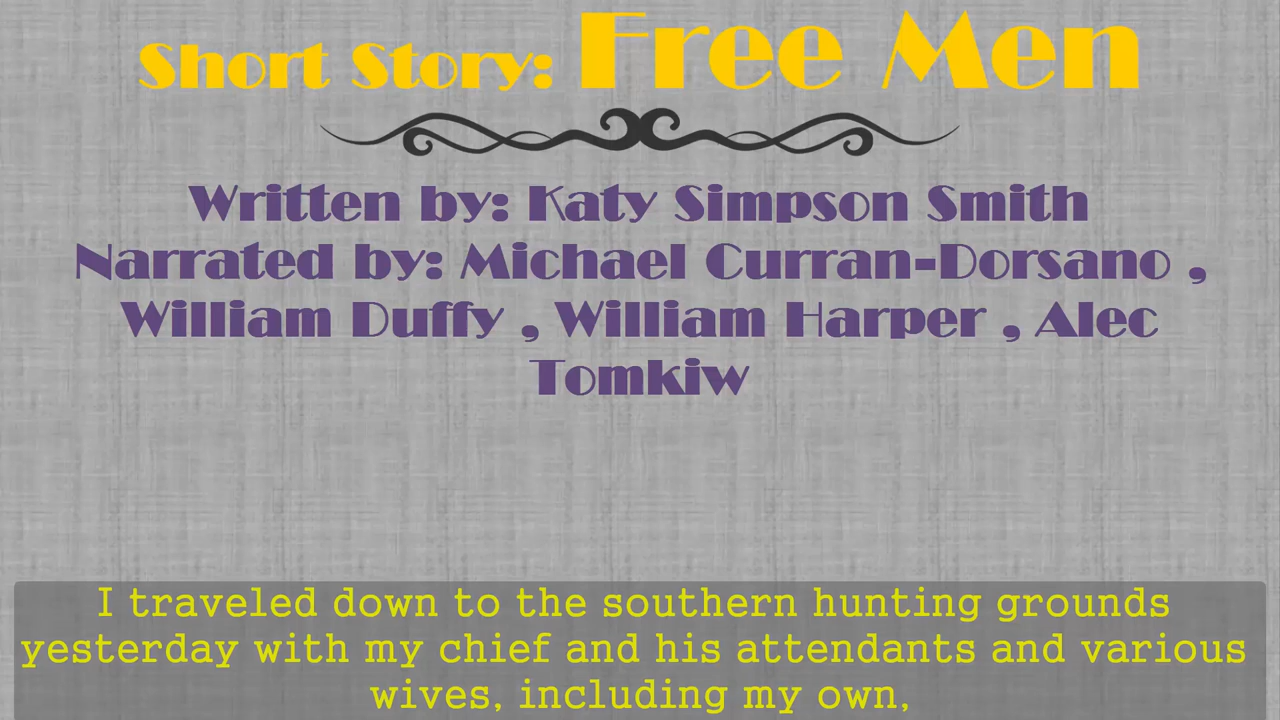 Short Story: Free Men
Written by: Katy Simpson Smith
Narrated by: Michael Curran-Dorsano ,
William Duffy , William Harper , Alec
Tomkiw
I traveled down to the southern hunting grounds
yesterday with my chief and his attendants and various
wives, including my own,